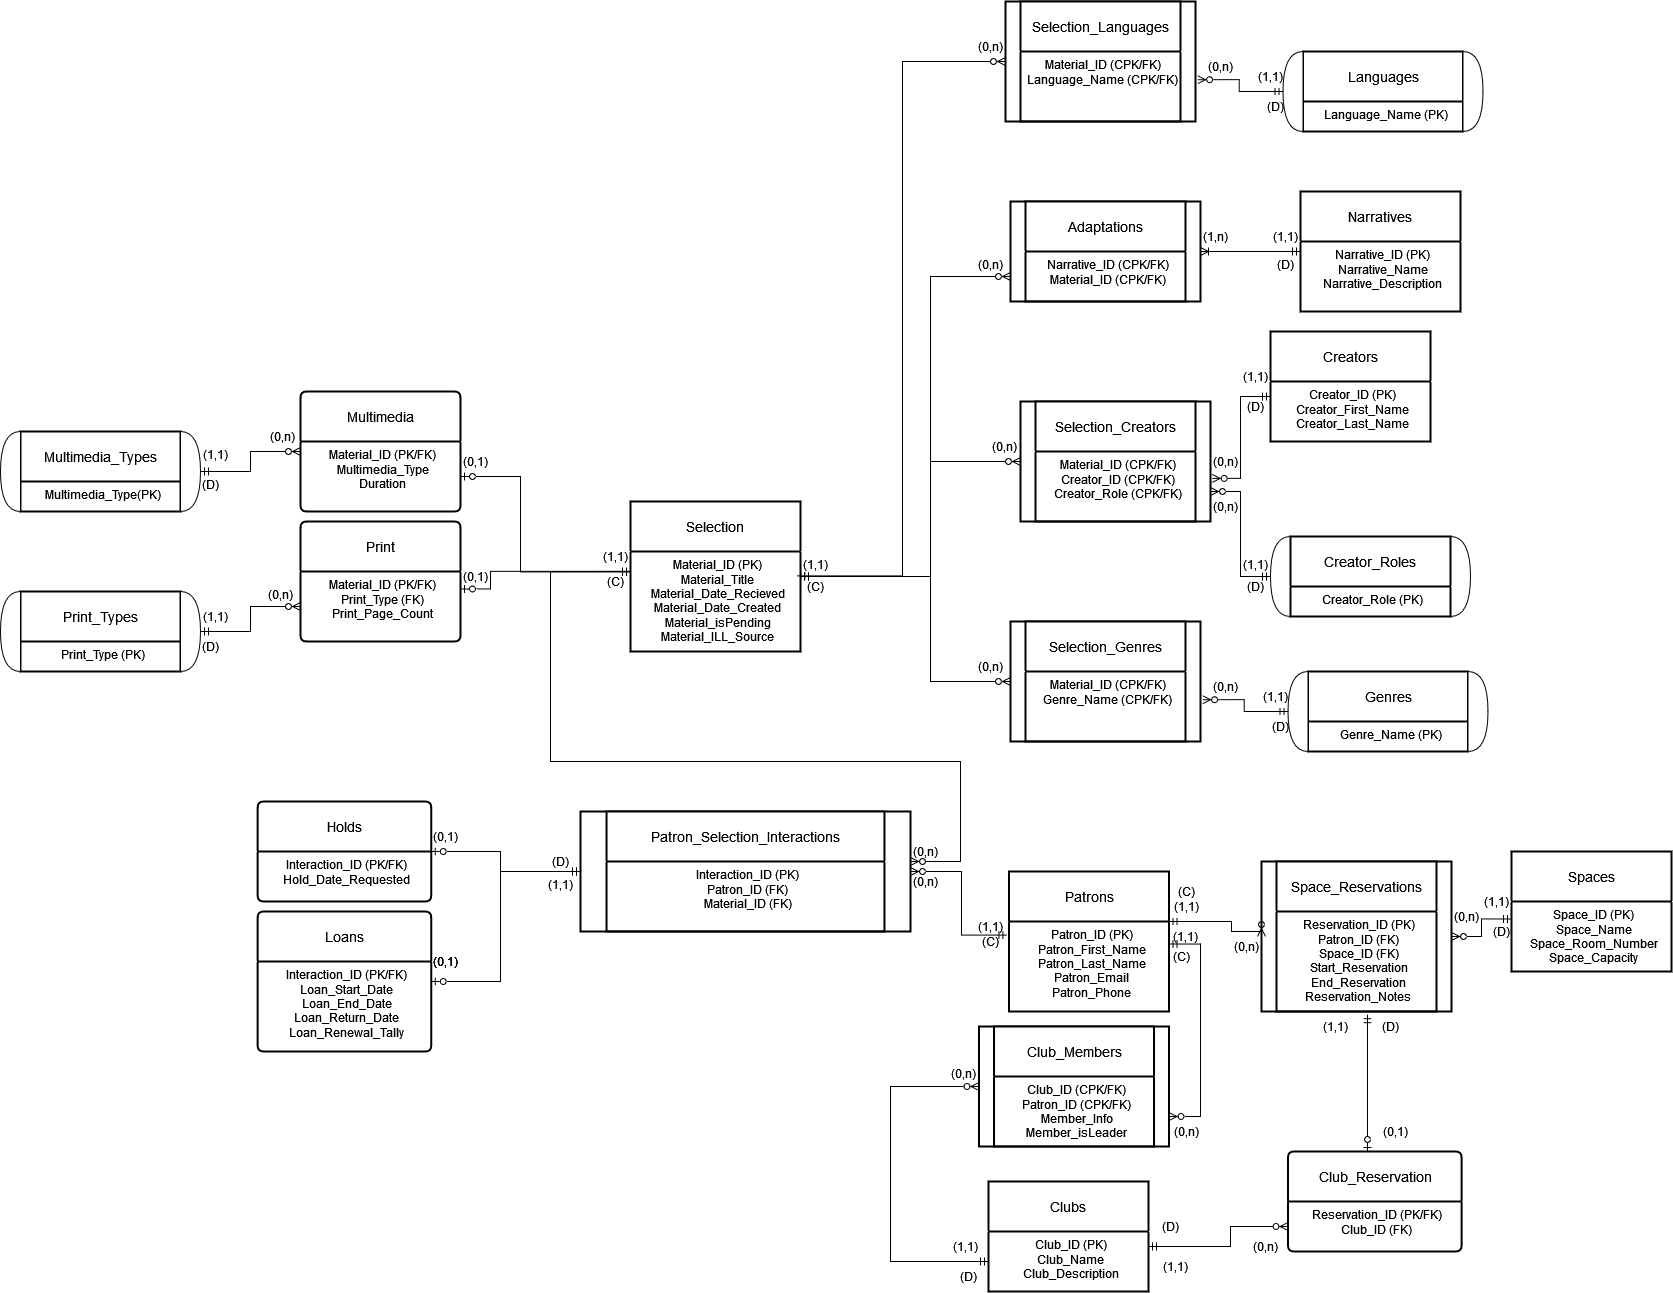 Selection_Languages
(0,n)
Material_ID (CPK/FK)
Language_Name (CPK/FK)
(0,n)
(1,1)
(D)
Languages
Language_Name (PK)
Adaptations
(0,n)
Narrative_ID (CPK/FK)
Material_ID (CPK/FK)
(1,n)
(1,1)
(D)
Narratives
Narrative_ID (PK)
Narrative_Name
Narrative_Description
Creators
(1,1)
(D)
Creator_ID (PK)
Creator_First_Name
Creator_Last_Name
Selection_Creators
(0,n)
Material_ID (CPK/FK)
Creator_ID (CPK/FK)
Creator_Role (CPK/FK)
(0,n)
(0,n)
Creator_Roles
(1,1)
(D)
Creator_Role (PK)
Multimedia_Types
Multimedia_Type(PK)
(1,1)
(D)
(0,n)
Multimedia
Material_ID (PK/FK)
Multimedia_Type
Duration
(0,1)
Print_Types
Print_Type (PK)
(1,1)
(D)
(0,n)
Print
Material_ID (PK/FK)
Print_Type (FK)
Print_Page_Count
(0,1)
(1,1)
(C)
Selection
Material_ID (PK)
Material_Title
Material_Date_Recieved
Material_Date_Created
Material_isPending
Material_ILL_Source
(1,1)
(C)
Selection_Genres
(0,n)
Material_ID (CPK/FK)
Genre_Name (CPK/FK)
(0,n)
(1,1)
(D)
Genres
Genre_Name (PK)
Holds
Interaction_ID (PK/FK)
Hold_Date_Requested
(0,1)
Loans
Interaction_ID (PK/FK)
Loan_Start_Date
Loan_End_Date
Loan_Return_Date
Loan_Renewal_Tally
(0,1)
(D)
(1,1)
Patron_Selection_Interactions
Interaction_ID (PK)
Patron_ID (FK)
Material_ID (FK)
(0,n)
(0,n)
(1,1)
(C)
Patrons
Patron_ID (PK)
Patron_First_Name
Patron_Last_Name
Patron_Email
Patron_Phone
(C)
(1,1)
(1,1)
(C)
(0,n)
Space_Reservations
Reservation_ID (PK)
Patron_ID (FK)
Space_ID (FK)
Start_Reservation
End_Reservation
Reservation_Notes
(0,n)
(1,1)
(D)
Spaces
Space_ID (PK)
Space_Name
Space_Room_Number
Space_Capacity
(1,1)
(D)
Club_Members
(0,n)
Club_ID (CPK/FK)
Patron_ID (CPK/FK)
Member_Info
Member_isLeader
(0,n)
(0,1)
Club_Reservation
Reservation_ID (PK/FK)
Club_ID (FK)
(0,n)
Clubs
Club_ID (PK)
Club_Name
Club_Description
(1,1)
(D)
(D)
(1,1)